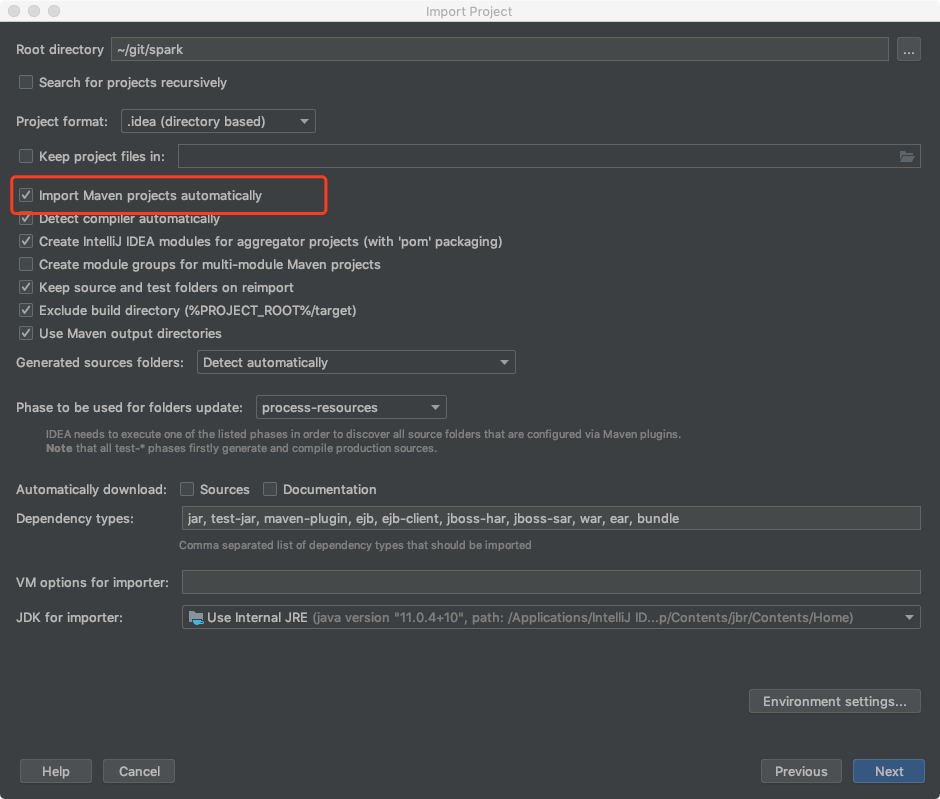 Import Project
Root directory ~/git/spark ...
Search for projects recursively
Project format: .idea (directory based)
Keep project files in:
Import Maven projects automatically
Detect compiler automatically
Create IntelliJ IDEA modules for aggregator projects (with 'pom' packaging)
Create module groups for multi-module Maven projects
Keep source and test folders on reimport
Exclude build directory (%PROJECT_ROOT%/target)
Use Maven output directories
Generated sources folders: Detect automatically
Phase to be used for folders update: process-resources
IDEA needs to execute one of the listed phases in order to discover all source folders that are configured via Maven plugins.
Note that all test-* phases firstly generate and compile production sources.
Automatically download: Sources Documentation
Dependency types: jar, test-jar, maven-plugin, ejb, ejb-client, jboss-har, jboss-sar, war, ear, bundle
Comma separated list of dependency types that should be imported
VM options for importer:
JDK for importer: Use Internal JRE (java version "11.0.4+10", path: /Applications/IntelliJ ID...p/Contents/jbr/Contents/Home)
Environment settings...
Help Cancel Previous Next